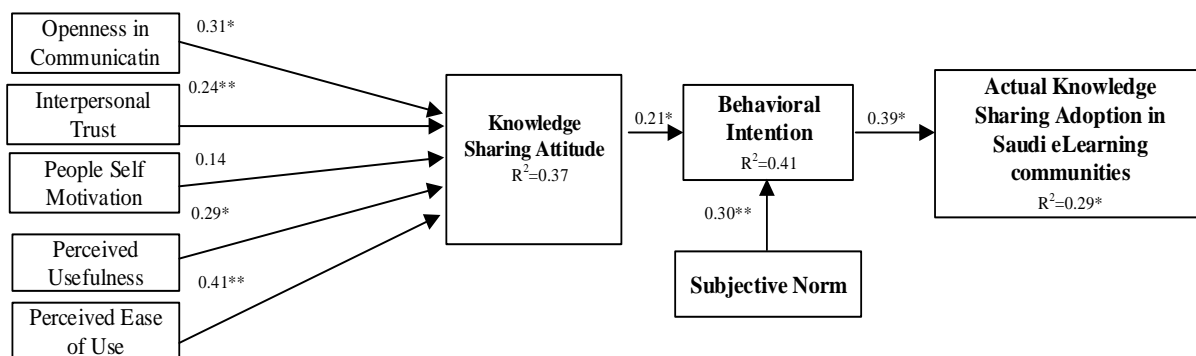 Openness in
Communicatin
0.31*
Interpersonal
Trust
0.24**
People Self
Motivation
0.14
Perceived
Usefulness
0.29*
Perceived Ease
of Use
0.41**
Knowledge
Sharing Attitude
R²=0.37
0.21*
Behavioral
Intention
R²=0.41
0.30**
Subjective Norm
0.39*
Actual Knowledge
Sharing Adoption in
Saudi eLearning
communities
R²=0.29*